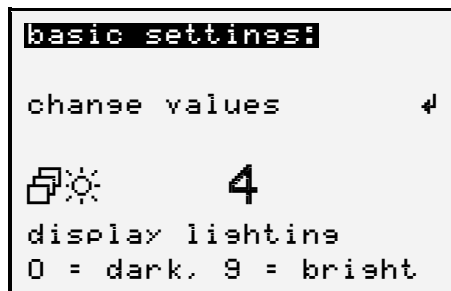 basic settings:
change values ↲
4
display lighting
0 = dark, 9 = bright